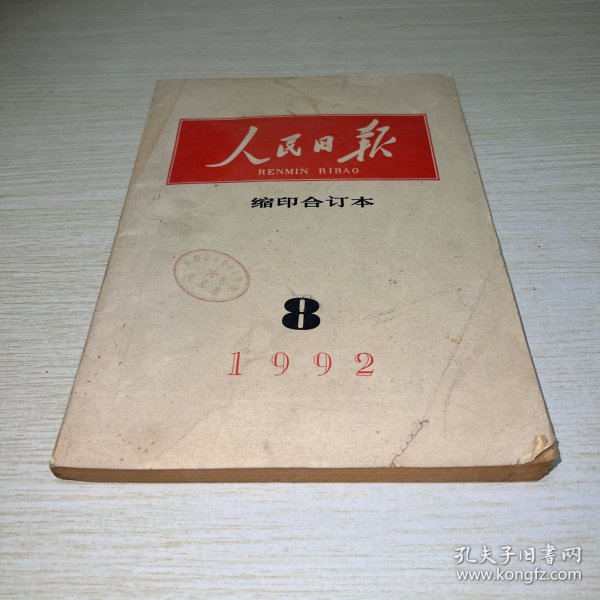 人民日报
RENMIN RIBAO
缩印合订本
8
1992
孔夫子旧书网
www.kongfz.com